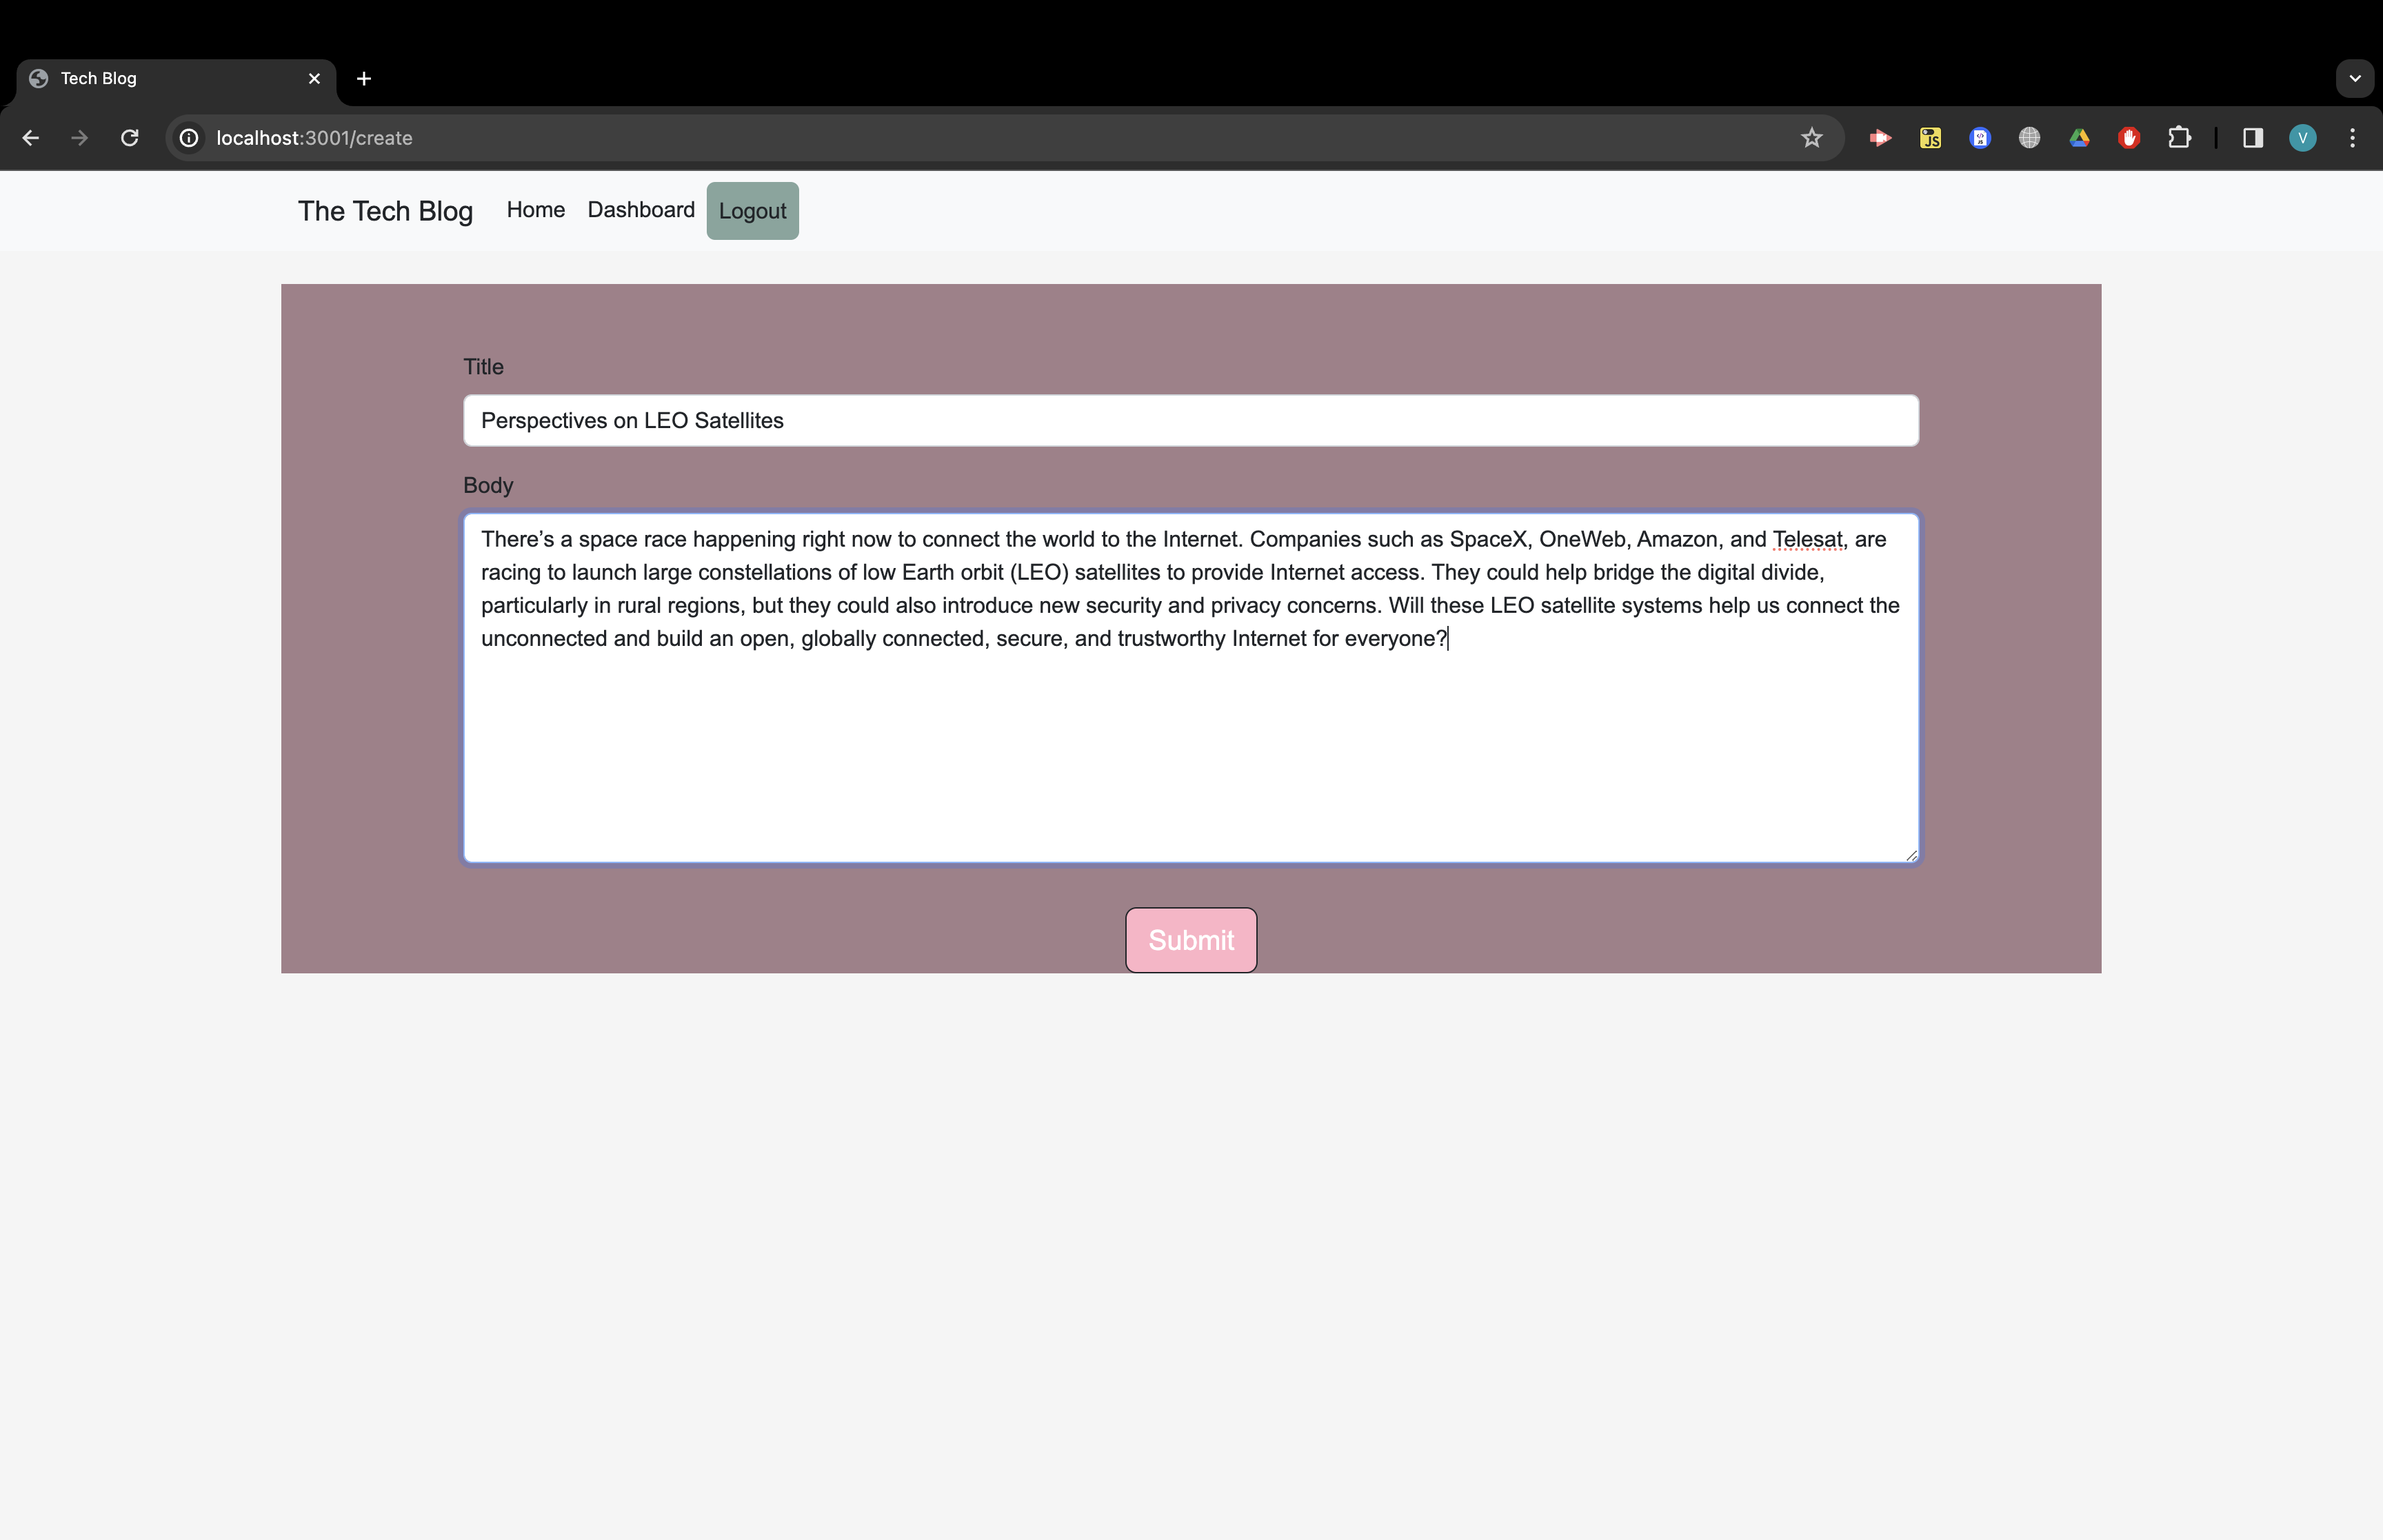 Tech Blog
localhost:3001/create
JS
V
The Tech Blog Home Dashboard Logout
Title
Perspectives on LEO Satellites
Body
There’s a space race happening right now to connect the world to the Internet. Companies such as SpaceX, OneWeb, Amazon, and Telesat, are
racing to launch large constellations of low Earth orbit (LEO) satellites to provide Internet access. They could help bridge the digital divide,
particularly in rural regions, but they could also introduce new security and privacy concerns. Will these LEO satellite systems help us connect the
unconnected and build an open, globally connected, secure, and trustworthy Internet for everyone?
Submit